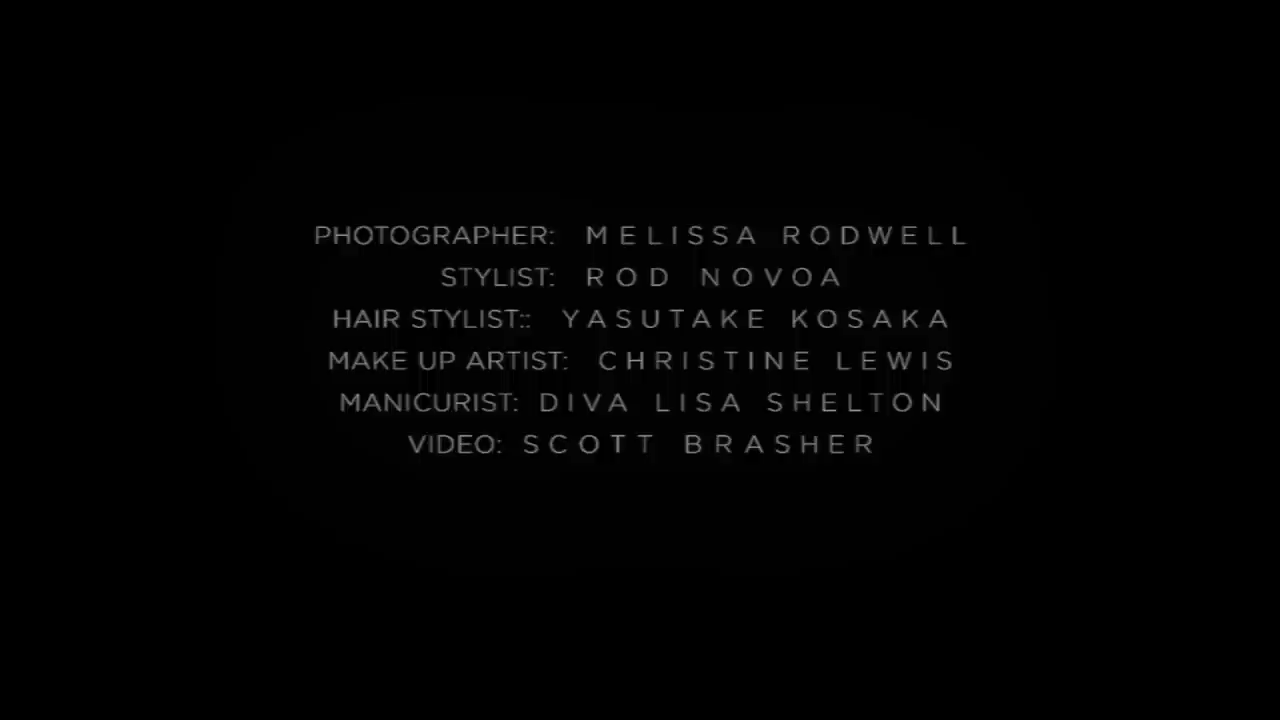 PHOTOGRAPHER: MELISSA RODWELL
STYLIST: ROD NOVOA
HAIR STYLIST:: YASUTAKE KOSAKA
MAKE UP ARTIST: CHRISTINE LEWIS
MANICURIST: DIVA LISA SHELTON
VIDEO: SCOTT BRASHER